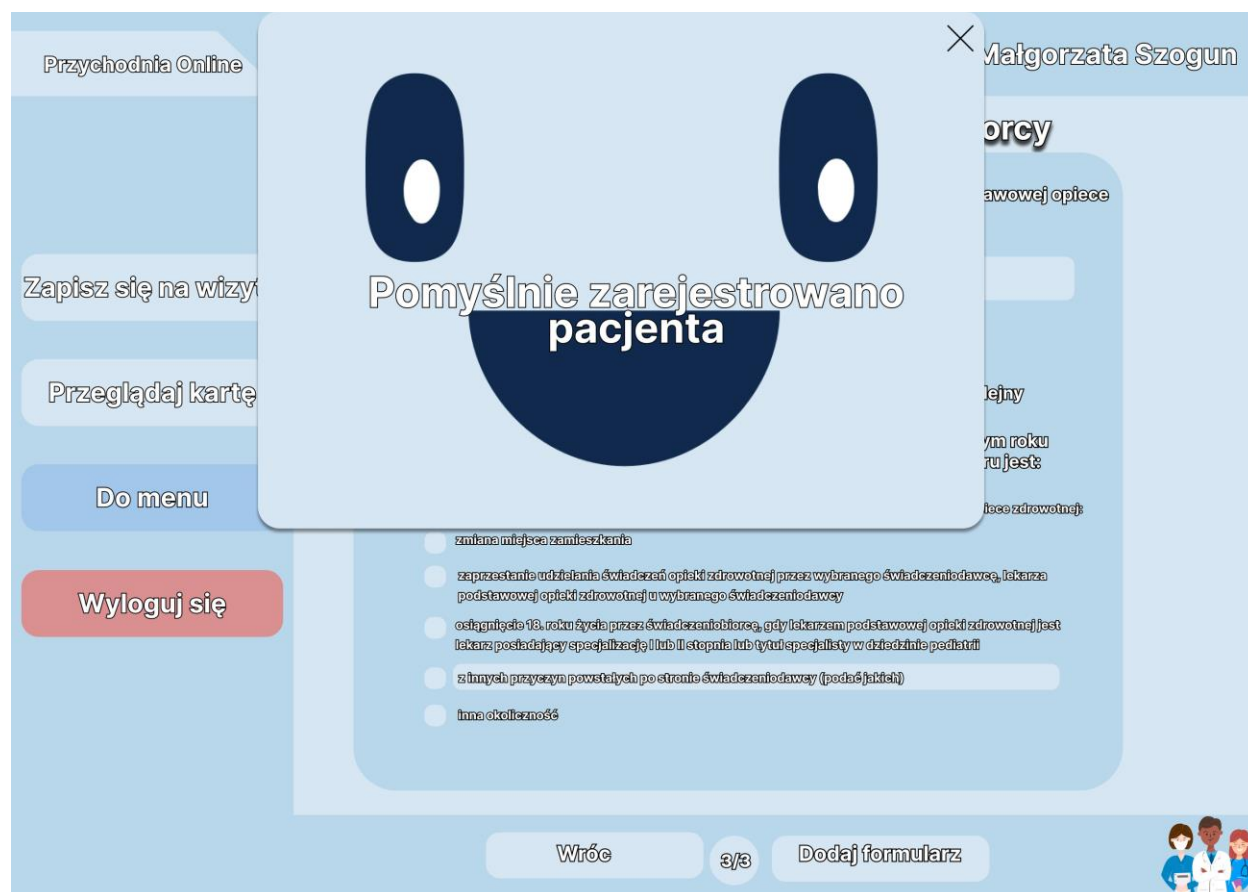 Przychodnia Online
Małgorzata Szogun
orcy
awowej opiece
Pomyślnie zarejestrowano
pacjenta
Zapisz się na wizyt
Przeglądaj kartę
Do menu
Wyloguj się
lejny
ym roku
ru jest:
iece zdrowotnej:
zmiana miejsca zamieszkania
zaprzestanie udzielania świadczeń opieki zdrowotnej przez wybranego świadczeniodawcę, lekarza
podstawowej opieki zdrowotnej u wybranego świadczeniodawcy
osiągnięcie 18. roku życia przez świadczeniobiorcę, gdy lekarzem podstawowej opieki zdrowotnej jest
lekarz posiadający specjalizację I lub II stopnia lub tytuł specjalisty w dziedzinie pediatrii
z innych przyczyn powstałych po stronie świadczeniodawcy (podać jakich)
inna okoliczność
Wróc
3/3
Dodaj formularz